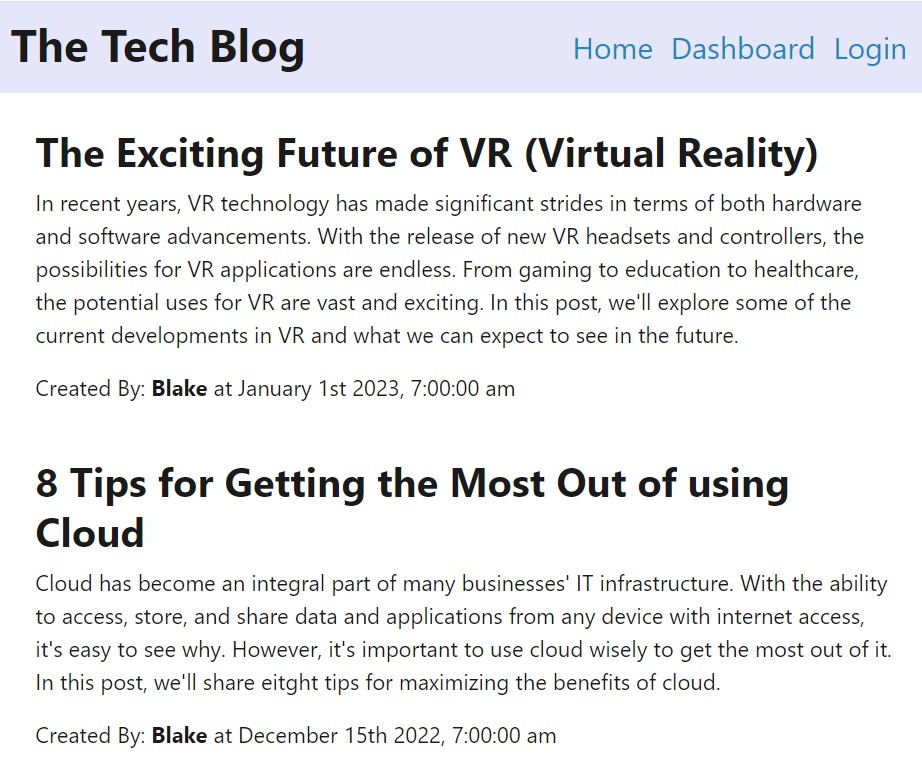 The Tech Blog
Home Dashboard Login
The Exciting Future of VR (Virtual Reality)
In recent years, VR technology has made significant strides in terms of both hardware
and software advancements. With the release of new VR headsets and controllers, the
possibilities for VR applications are endless. From gaming to education to healthcare,
the potential uses for VR are vast and exciting. In this post, we'll explore some of the
current developments in VR and what we can expect to see in the future.
Created By: Blake at January 1st 2023, 7:00:00 am
8 Tips for Getting the Most Out of using
Cloud
Cloud has become an integral part of many businesses' IT infrastructure. With the ability
to access, store, and share data and applications from any device with internet access,
it's easy to see why. However, it's important to use cloud wisely to get the most out of it.
In this post, we'll share eitght tips for maximizing the benefits of cloud.
Created By: Blake at December 15th 2022, 7:00:00 am